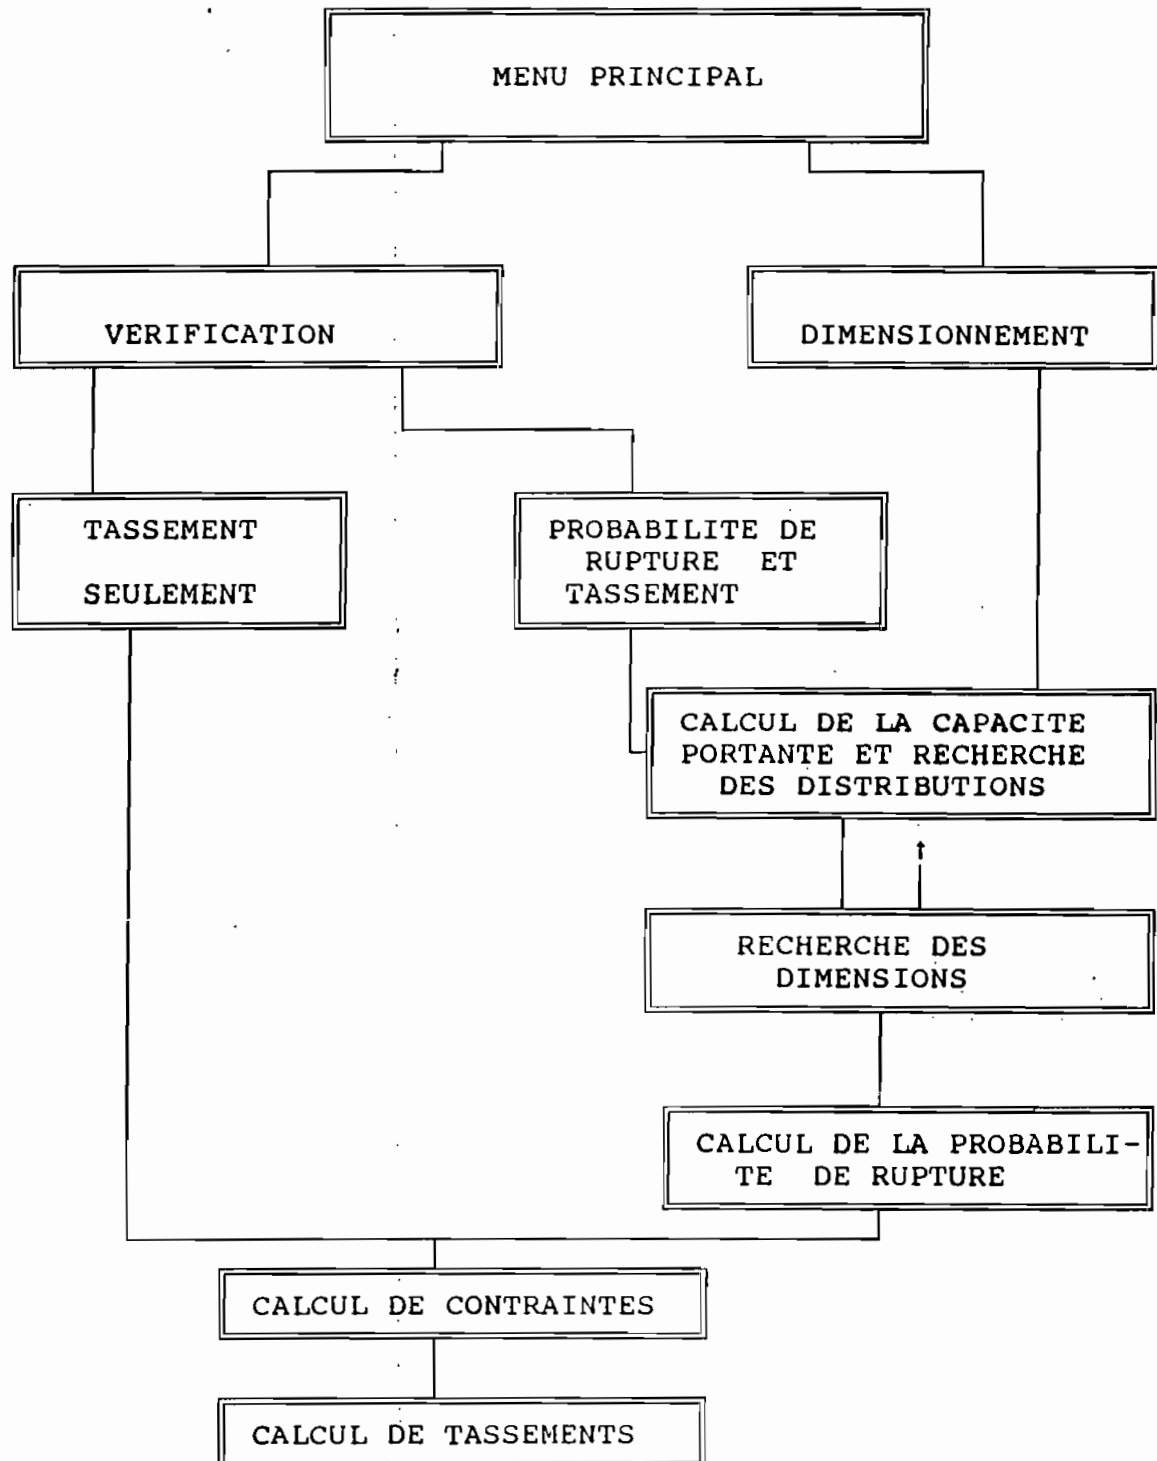 MENU PRINCIPAL
VERIFICATION
DIMENSIONNEMENT
TASSEMENT
SEULEMENT
PROBABILITE DE
RUPTURE ET
TASSEMENT
CALCUL DE LA CAPACITE
PORTANTE ET RECHERCHE
DES DISTRIBUTIONS
RECHERCHE DES
DIMENSIONS
CALCUL DE LA PROBABILI-
TE DE RUPTURE
CALCUL DE CONTRAINTES
CALCUL DE TASSEMENTS